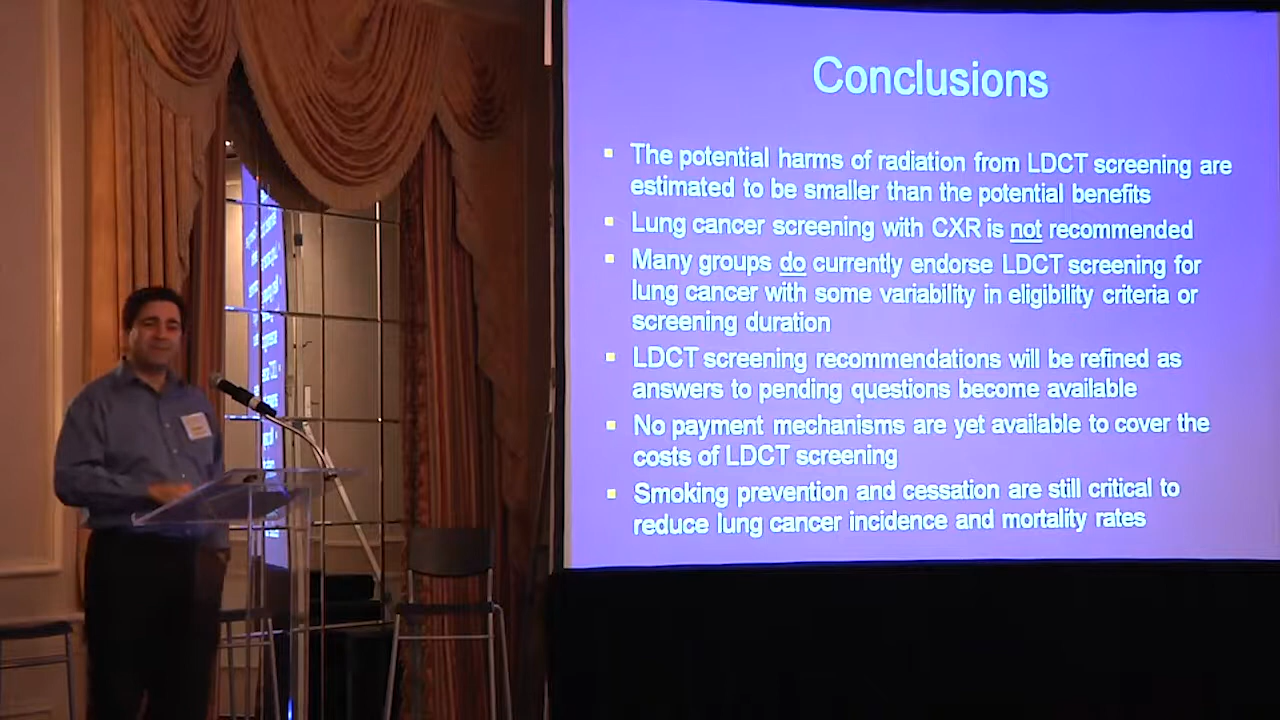 Conclusions
The potential harms of radiation from LDCT screening are
estimated to be smaller than the potential benefits
Lung cancer screening with CXR is not recommended
Many groups do currently endorse LDCT screening for
lung cancer with some variability in eligibility criteria or
screening duration
LDCT screening recommendations will be refined as
answers to pending questions become available
No payment mechanisms are yet available to cover the
costs of LDCT screening
Smoking prevention and cessation are still critical to
reduce lung cancer incidence and mortality rates